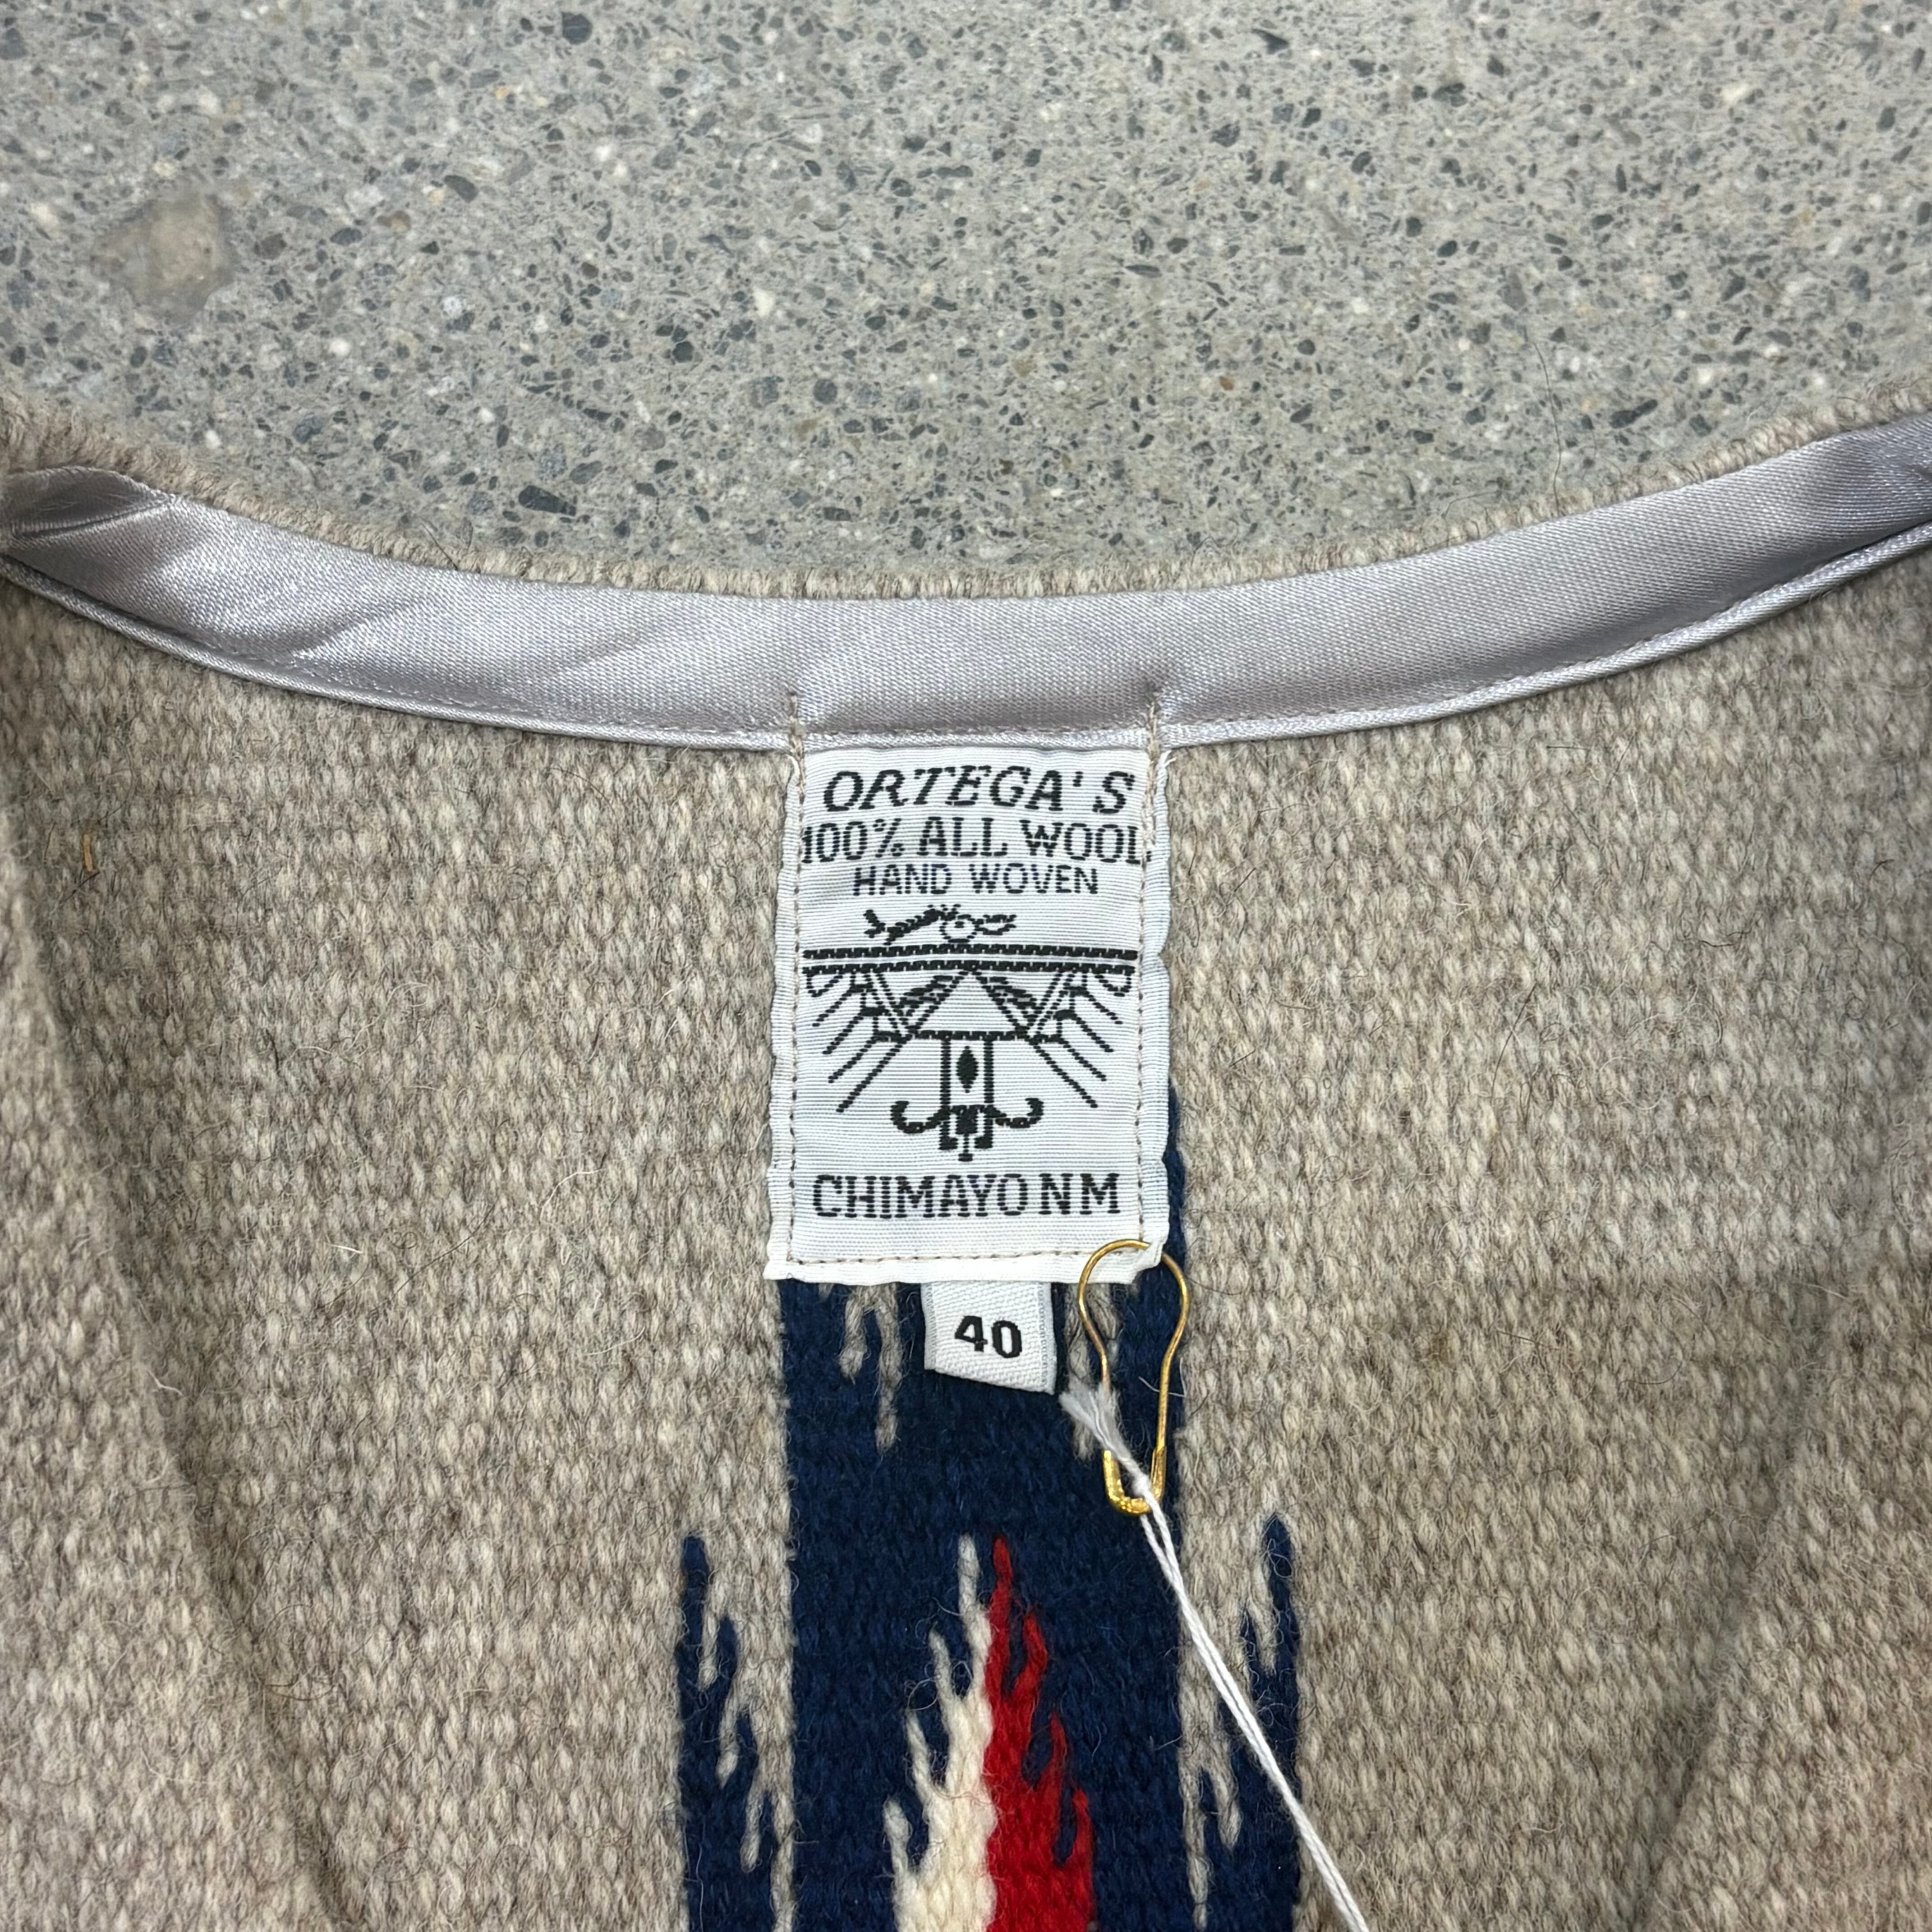 ORTEGA'S
100% ALL WOOL
HAND WOVEN
CHIMAYO NM
40